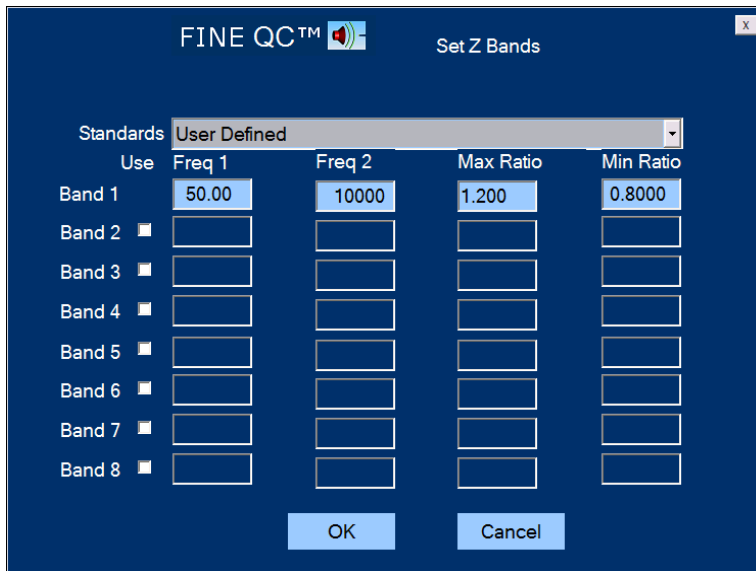 FINE QC™
Set Z Bands
x
Standards User Defined
Use Freq 1 Freq 2 Max Ratio Min Ratio
Band 1 50.00 10000 1.200 0.8000
Band 2
Band 3
Band 4
Band 5
Band 6
Band 7
Band 8
OK Cancel